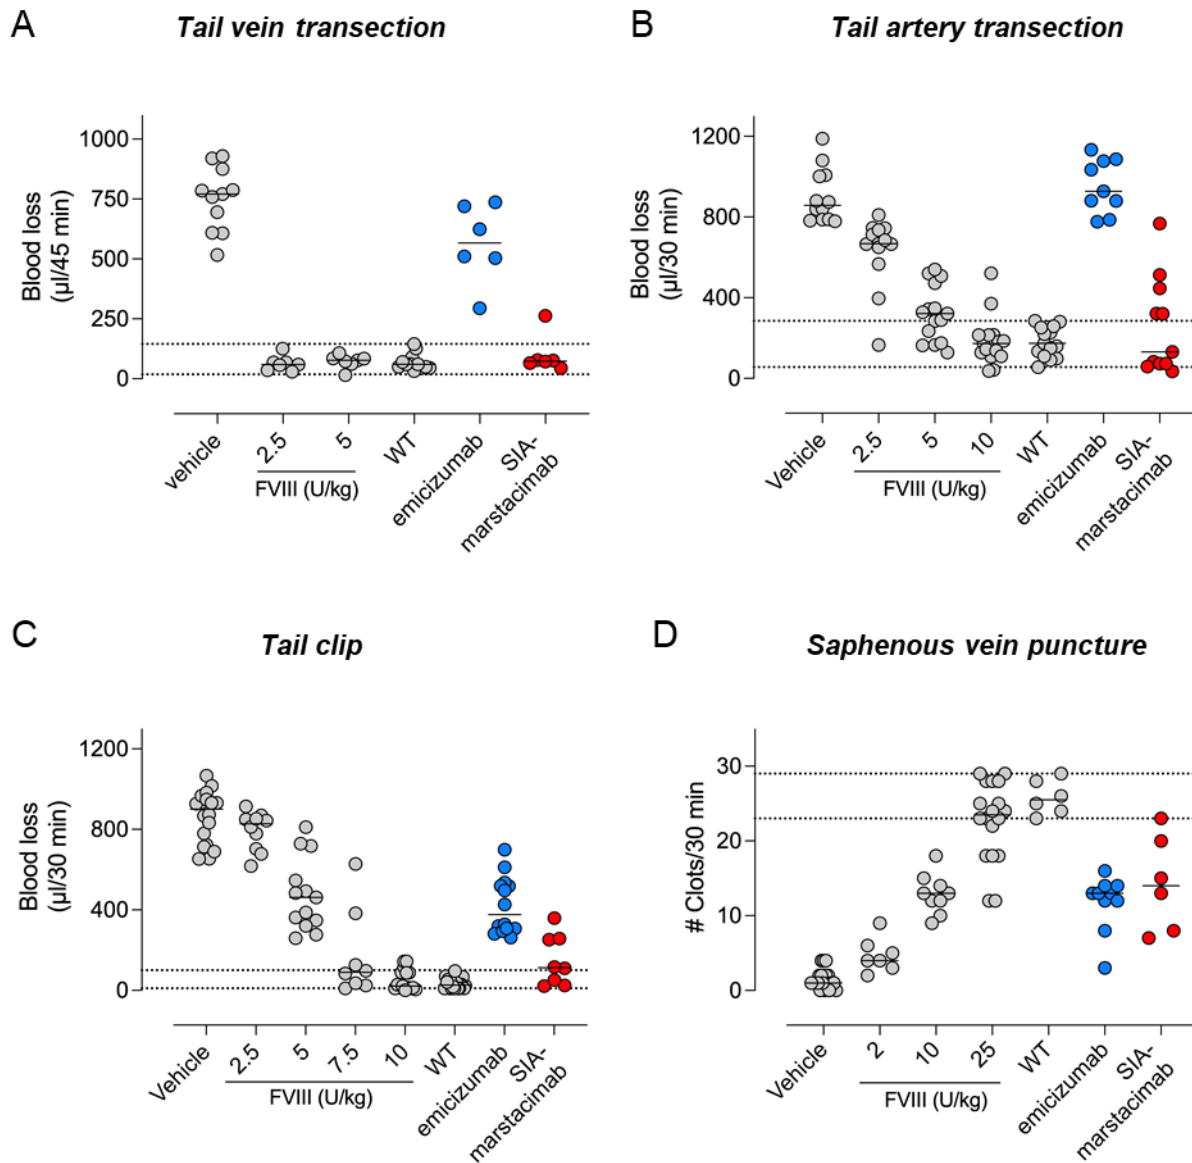 A
Tail vein transection
Blood loss
(µl/45 min)
1000
750
500
250
0
vehicle
2.5
5
FVIII (U/kg)
WT
emicizumab
SIA-
marstacimab
B
Tail artery transection
Blood loss
(µl/30 min)
1200
800
400
0
Vehicle
2.5
5
10
FVIII (U/kg)
WT
emicizumab
SIA-
marstacimab
C
Tail clip
Blood loss
(µl/30 min)
1200
800
400
0
Vehicle
2.5
5
7.5
10
FVIII (U/kg)
WT
emicizumab
SIA-
marstacimab
D
Saphenous vein puncture
# Clots/30 min
30
20
10
0
Vehicle
2
10
25
FVIII (U/kg)
WT
emicizumab
SIA-
marstacimab